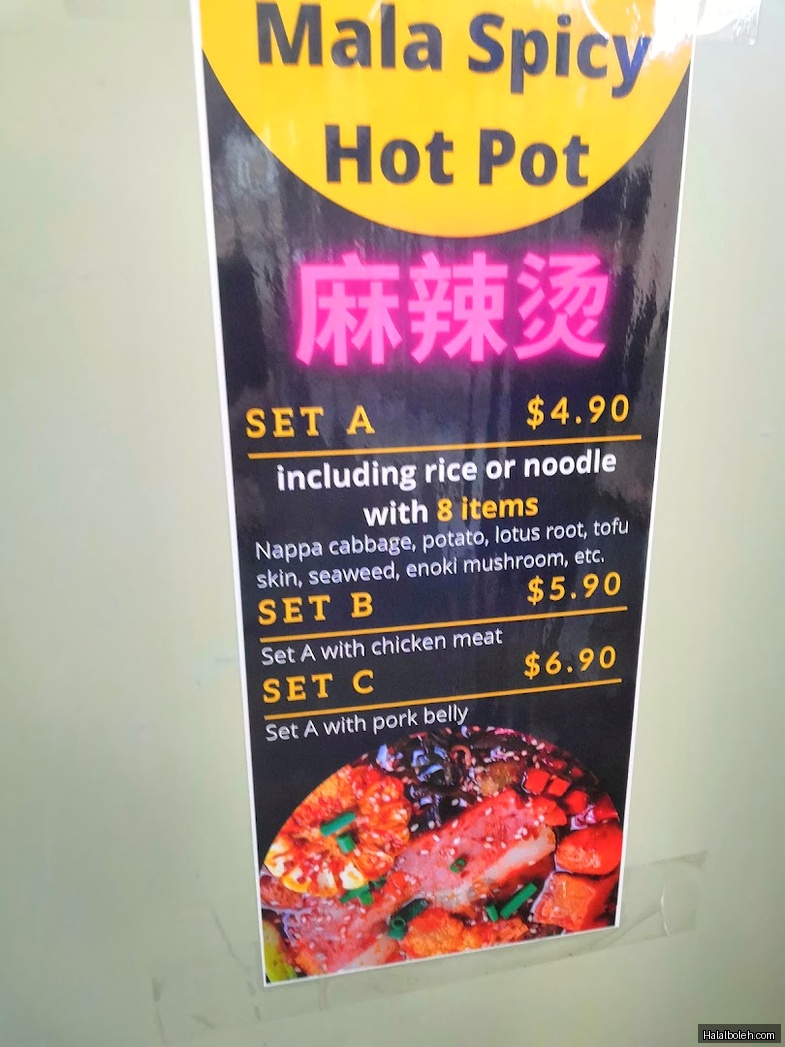 Mala Spicy
Hot Pot
麻辣烫
SET A $4.90
including rice or noodle
with 8 items
Nappa cabbage, potato, lotus root, tofu
skin, seaweed, enoki mushroom, etc.
SET B $5.90
Set A with chicken meat
SET C $6.90
Set A with pork belly
Halalboleh.com